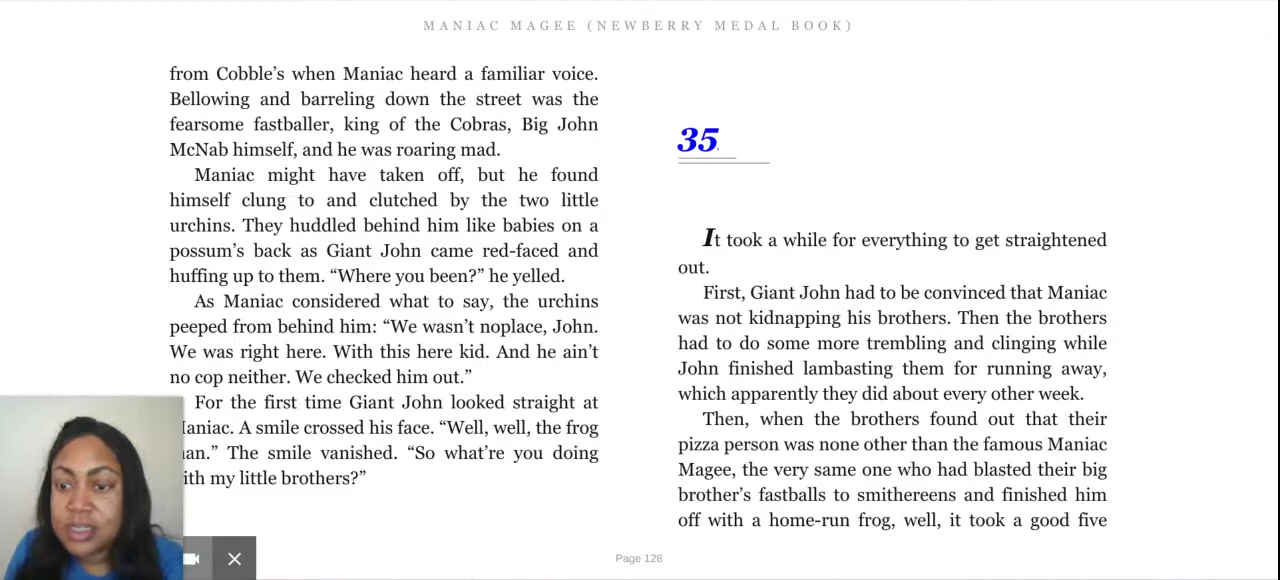 MANIAC MAGEE (NEWBERRY MEDAL BOOK)
from Cobble’s when Maniac heard a familiar voice.
Bellowing and barreling down the street was the
fearsome fastballer, king of the Cobras, Big John
McNab himself, and he was roaring mad.
Maniac might have taken off, but he found
himself clung to and clutched by the two little
urchins. They huddled behind him like babies on a
possum’s back as Giant John came red-faced and
huffing up to them. “Where you been?” he yelled.
As Maniac considered what to say, the urchins
peeped from behind him: “We wasn’t noplace, John.
We was right here. With this here kid. And he ain’t
no cop neither. We checked him out.”
For the first time Giant John looked straight at
aniac. A smile crossed his face. “Well, well, the frog
an.” The smile vanished. “So what’re you doing
ith my little brothers?”
35
It took a while for everything to get straightened
out.
First, Giant John had to be convinced that Maniac
was not kidnapping his brothers. Then the brothers
had to do some more trembling and clinging while
John finished lambasting them for running away,
which apparently they did about every other week.
Then, when the brothers found out that their
pizza person was none other than the famous Maniac
Magee, the very same one who had blasted their big
brother’s fastballs to smithereens and finished him
off with a home-run frog, well, it took a good five
Page 128